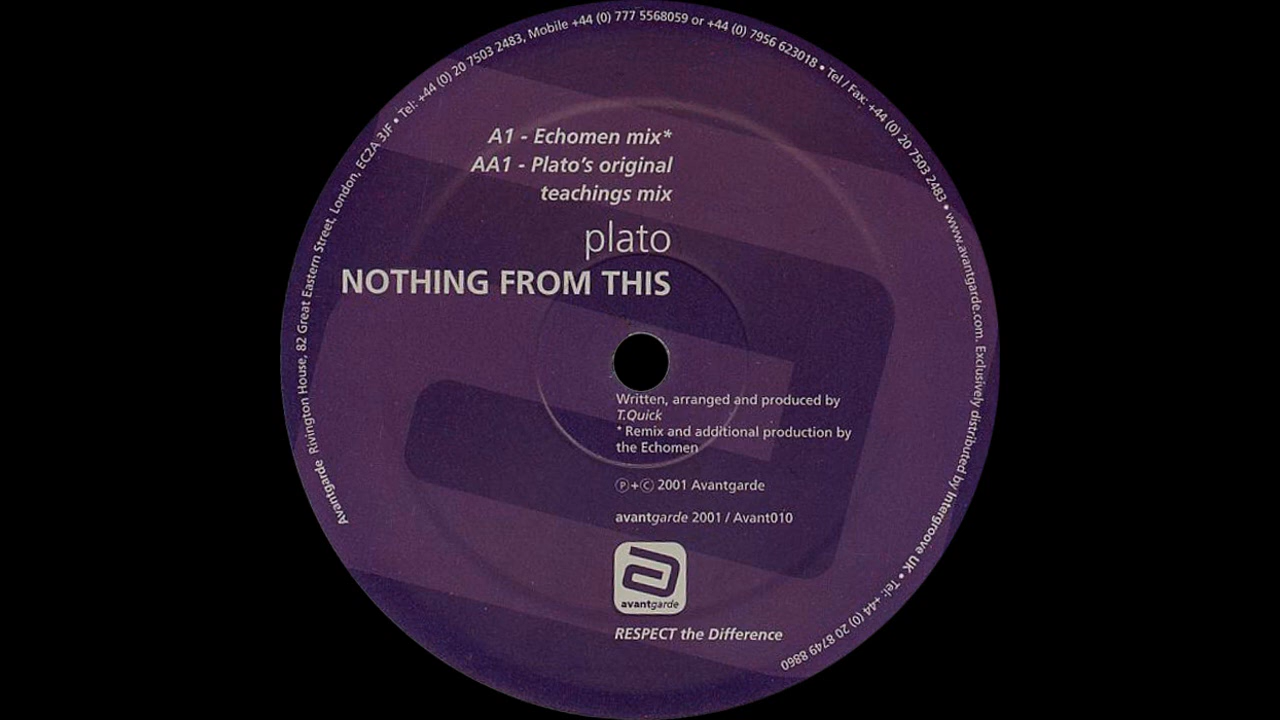 Avantgarde Rivington House, 82 Great Eastern Street, London, EC2A 3JF • Tel: +44 (0) 20 7503 2483, Mobile +44 (0) 777 5568059 or +44 (0) 7956 623018 • Tel / Fax: +44 (0) 20 7503 2483 • www.avantgarde.com. Exclusively distributed by Intergroove UK • Tel: +44 (0) 20 8749 8860
A1 - Echomen mix*
AA1 - Plato's original
teachings mix
plato
NOTHING FROM THIS
Written, arranged and produced by
T.Quick
* Remix and additional production by
the Echomen
Ⓟ+Ⓒ 2001 Avantgarde
avantgarde 2001 / Avant010
avantgarde
RESPECT the Difference